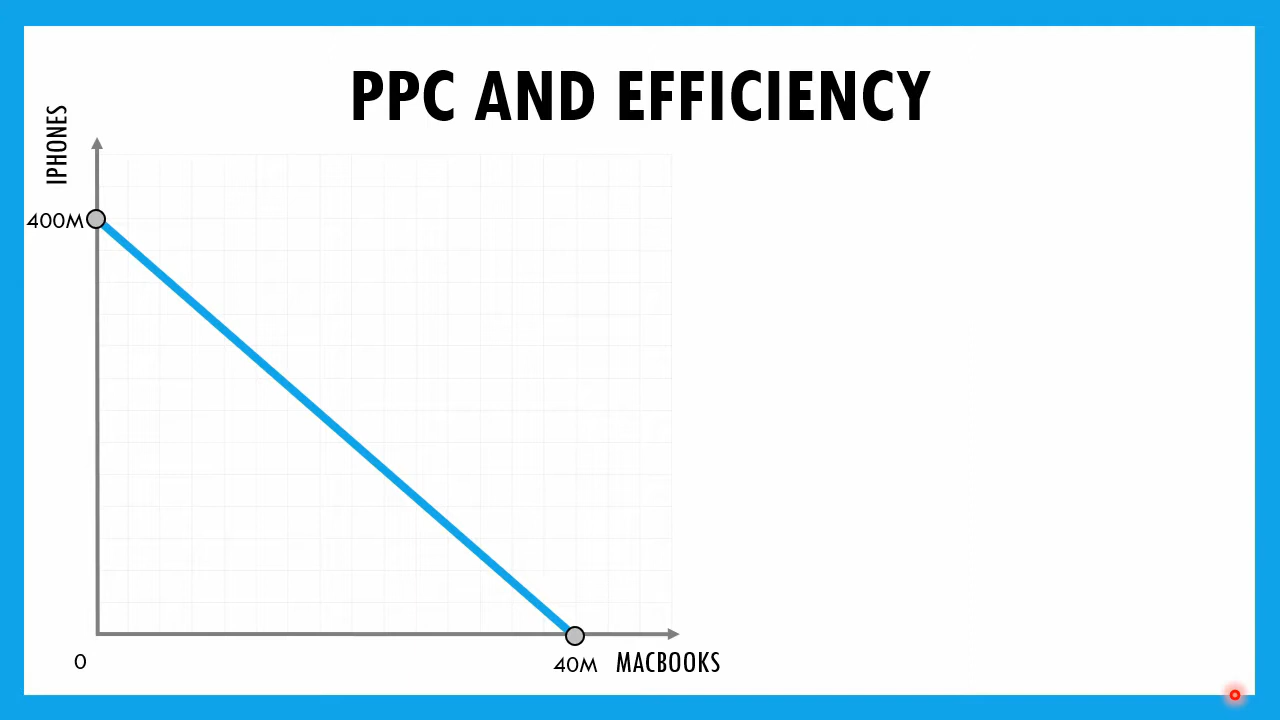 PPC AND EFFICIENCY
IPHONES
400M
0
40M
MACBOOKS